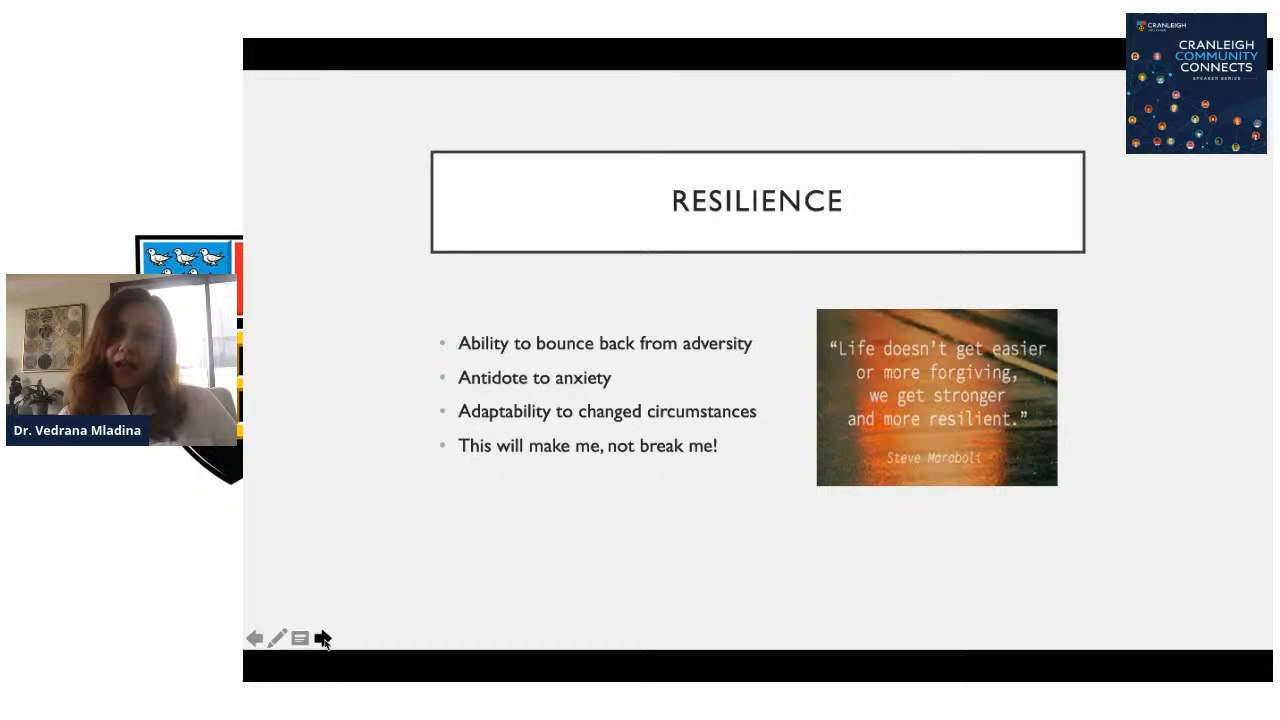 CRANLEIGH
CRANLEIGH
COMMUNITY
CONNECTS
SPEAKER SERIES
RESILIENCE
• Ability to bounce back from adversity
• Antidote to anxiety
• Adaptability to changed circumstances
• This will make me, not break me!
“Life doesn't get easier
or more forgiving,
we get stronger
and more resilient.”
Steve Maraboli
Dr. Vedrana Mladina